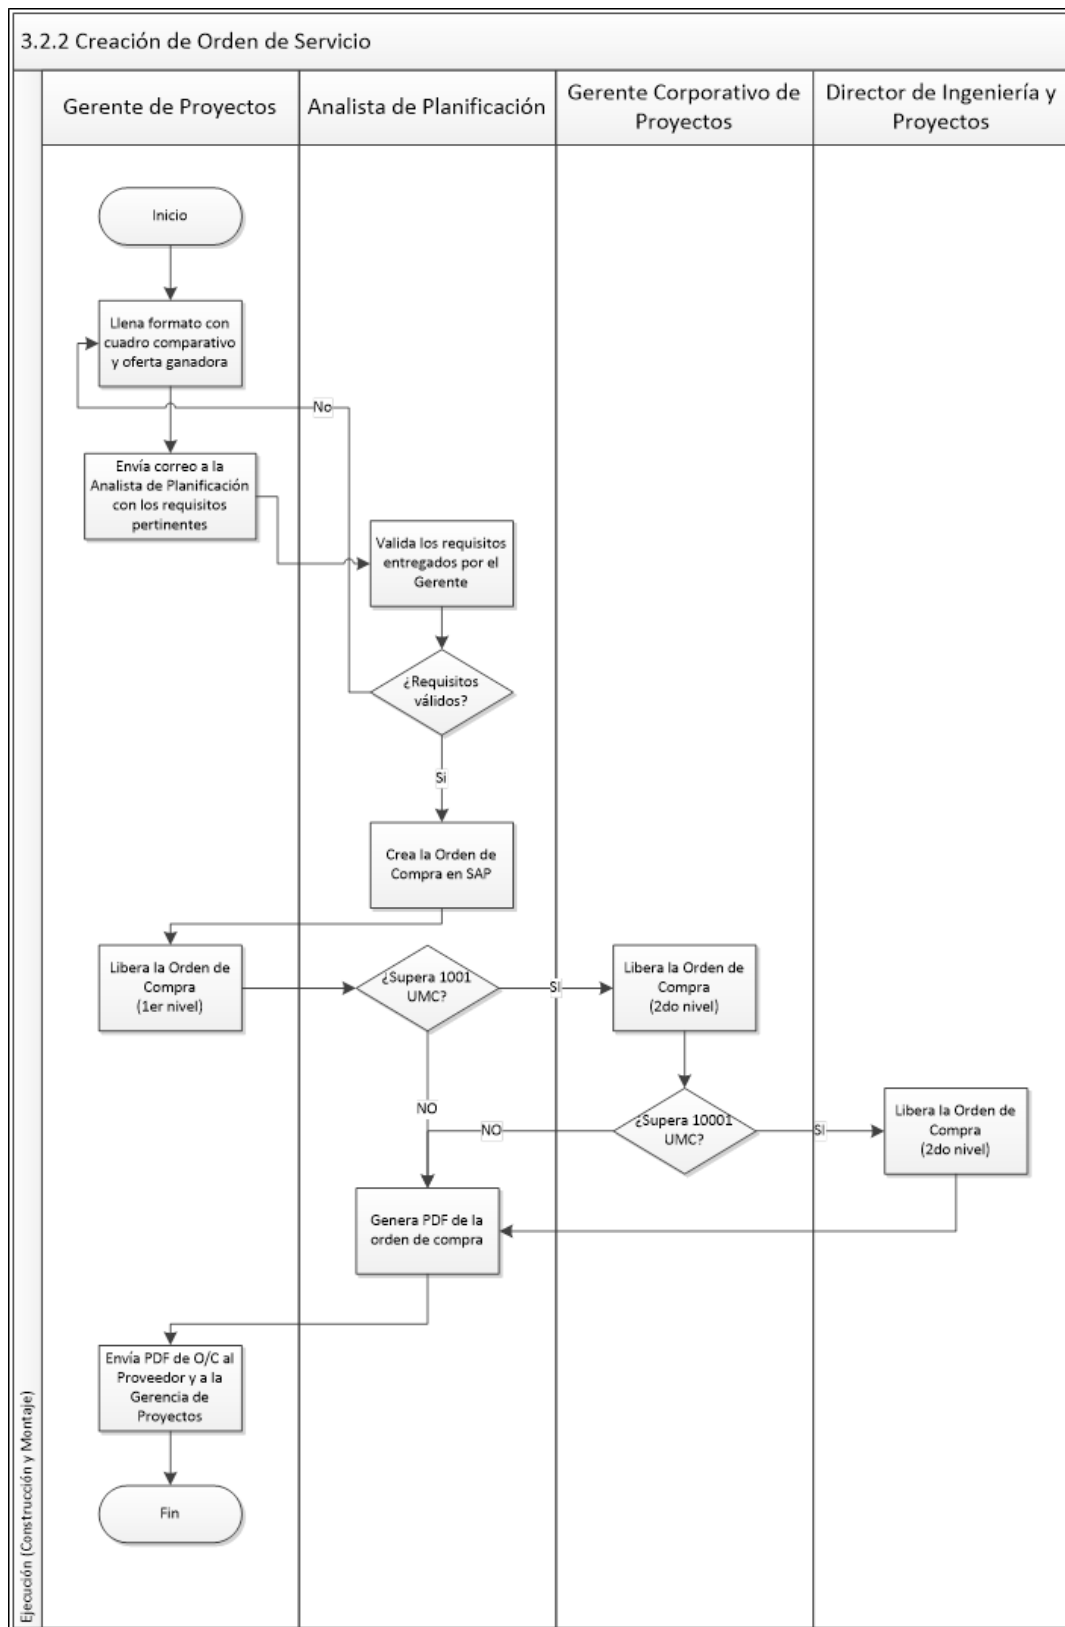 3.2.2 Creación de Orden de Servicio
Gerente de Proyectos
Analista de Planificación
Gerente Corporativo de
Proyectos
Director de Ingeniería y
Proyectos
Inicio
Llena formato con
cuadro comparativo
y oferta ganadora
No
Envía correo a la
Analista de Planificación
con los requisitos
pertinentes
Valida los requisitos
entregados por el
Gerente
¿Requisitos
válidos?
Si
Crea la Orden de
Compra en SAP
Libera la Orden de
Compra
(1er nivel)
¿Supera 1001
UMC?
SI
Libera la Orden de
Compra
(2do nivel)
NO
NO
¿Supera 10001
UMC?
SI
Libera la Orden de
Compra
(2do nivel)
Genera PDF de la
orden de compra
Envía PDF de O/C al
Proveedor y a la
Gerencia de
Proyectos
Fin
Ejecución (Construcción y Montaje)